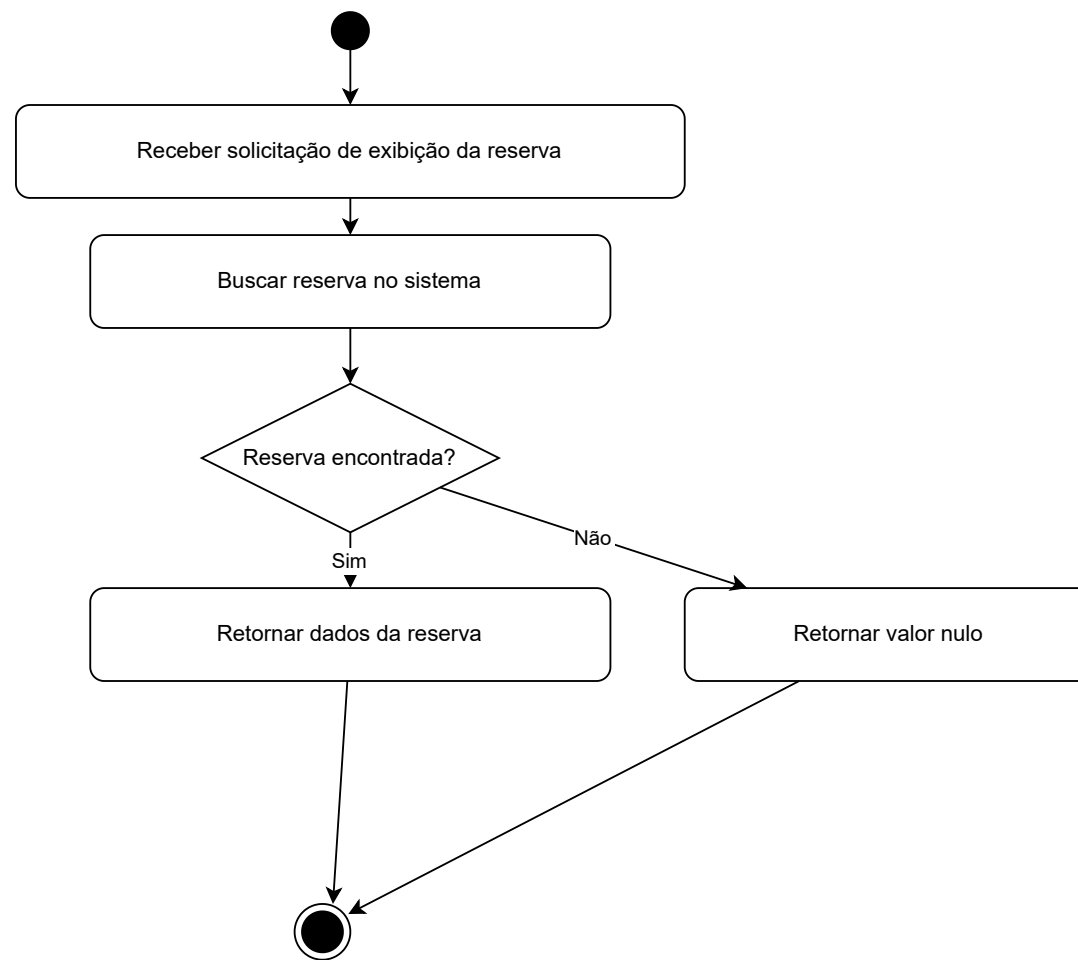 Receber solicitação de exibição da reserva
Buscar reserva no sistema
Reserva encontrada?
Não
Sim
Retornar dados da reserva
Retornar valor nulo